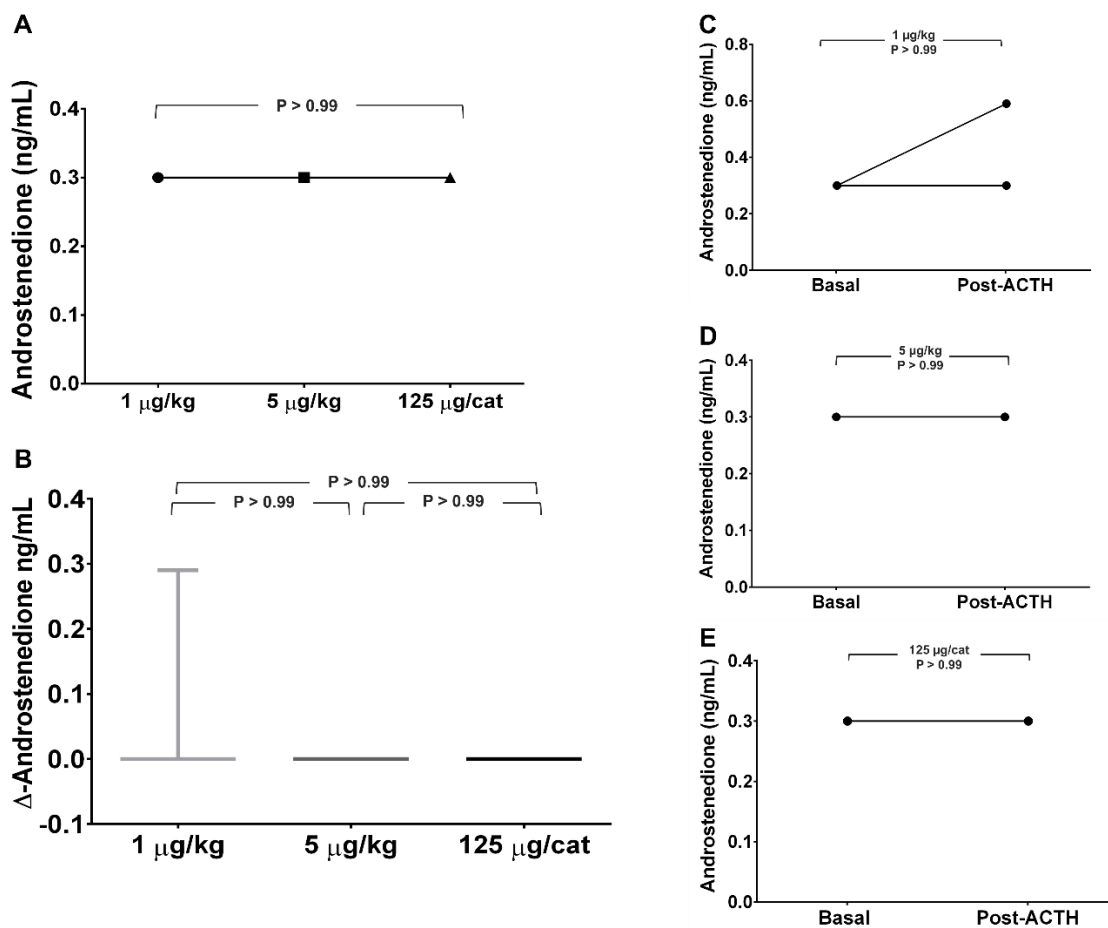 A
Androstenedione (ng/mL)
0.4
0.3
0.2
0.1
0.0
P > 0.99
1 μg/kg
5 μg/kg
125 μg/cat
B
Δ-Androstenedione ng/mL
0.4
0.3
0.2
0.1
0.0
-0.1
P > 0.99
P > 0.99
P > 0.99
1 μg/kg
5 μg/kg
125 μg/cat
C
Androstenedione (ng/mL)
0.8
0.6
0.4
0.2
0.0
1 μg/kg
P > 0.99
Basal
Post-ACTH
D
Androstenedione (ng/mL)
0.4
0.3
0.2
0.1
0.0
5 μg/kg
P > 0.99
Basal
Post-ACTH
E
Androstenedione (ng/mL)
0.4
0.3
0.2
0.1
0.0
125 μg/cat
P > 0.99
Basal
Post-ACTH